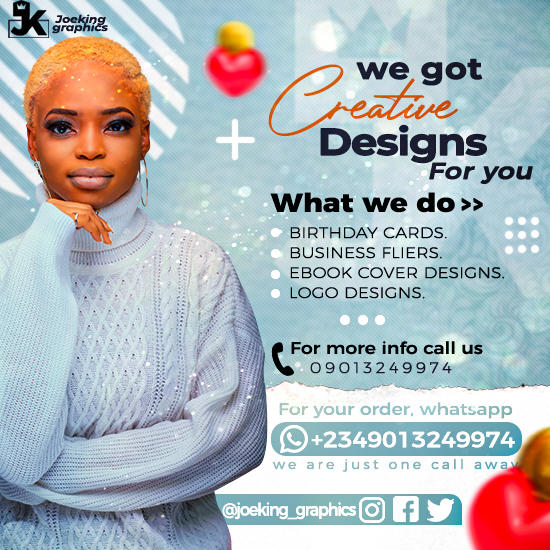 JK Joeking
graphics
we got
Creative
Designs
For you
What we do >>
BIRTHDAY CARDS.
BUSINESS FLIERS.
EBOOK COVER DESIGNS.
LOGO DESIGNS.
For more info call us
09013249974
For your order, whatsapp
+2349013249974
we are just one call away
@joeking_graphics